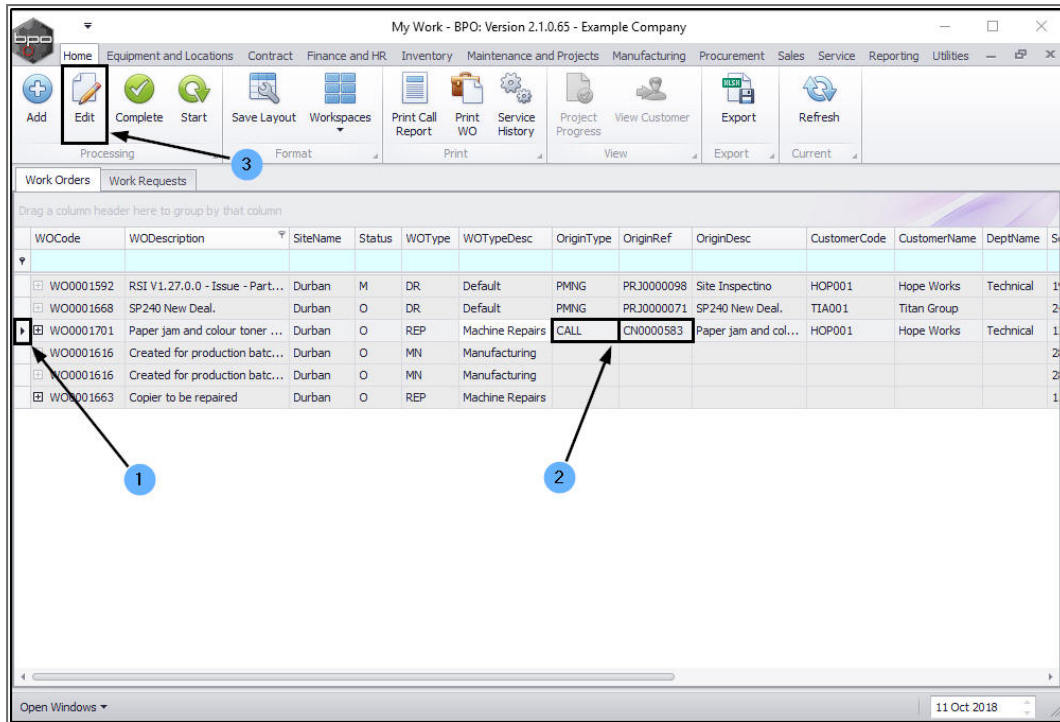 My Work - BPO: Version 2.1.0.65 - Example Company
bpo
Home Equipment and Locations Contract Finance and HR Inventory Maintenance and Projects Manufacturing Procurement Sales Service Reporting Utilities
Add Edit Complete Start Save Layout Workspaces Print Call Report Print WO Service History Project Progress View Customer XLSX Export Refresh
Processing Format Print View Export Current
3
Work Orders Work Requests
Drag a column header here to group by that column
WOCode WODescription SiteName Status WOType WOTypeDesc OriginType OriginRef OriginDesc CustomerCode CustomerName DeptName
WO0001592 RSI V1.27.0.0 - Issue - Part... Durban M DR Default PMNG PRJ0000098 Site Inspectino HOP001 Hope Works Technical
WO0001668 SP240 New Deal. Durban O DR Default PMNG PRJ0000071 SP240 New Deal. TIA001 Titan Group
WO0001701 Paper jam and colour toner ... Durban O REP Machine Repairs CALL CN0000583 Paper jam and col... HOP001 Hope Works Technical
WO0001616 Created for production batc... Durban O MN Manufacturing
WO0001616 Created for production batc... Durban O MN Manufacturing
WO0001663 Copier to be repaired Durban O REP Machine Repairs
1 2
Open Windows 11 Oct 2018